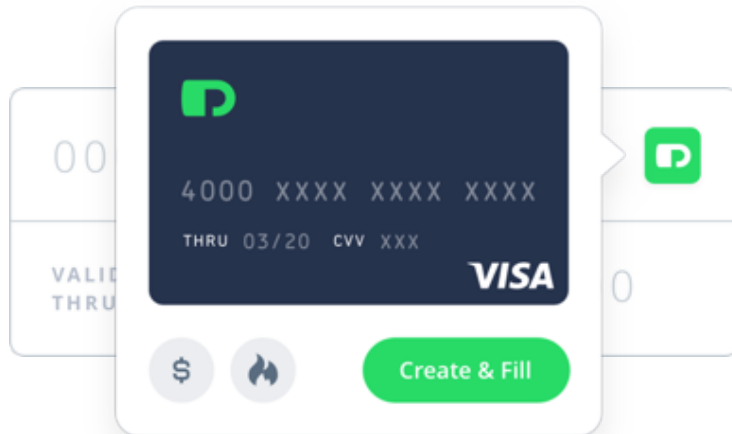 4000 XXXX XXXX XXXX
THRU 03/20 CVV XXX
VISA
VALID
THRU
00
0
$
Create & Fill